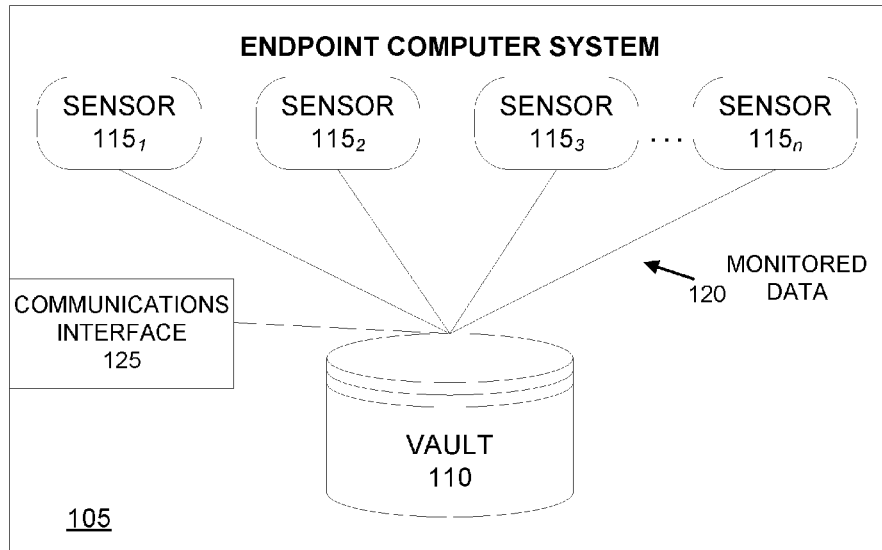 ENDPOINT COMPUTER SYSTEM
SENSOR
115₁
SENSOR
115₂
SENSOR
115₃
. . .
SENSOR
115ₙ
MONITORED
DATA
120
COMMUNICATIONS
INTERFACE
125
VAULT
110
105